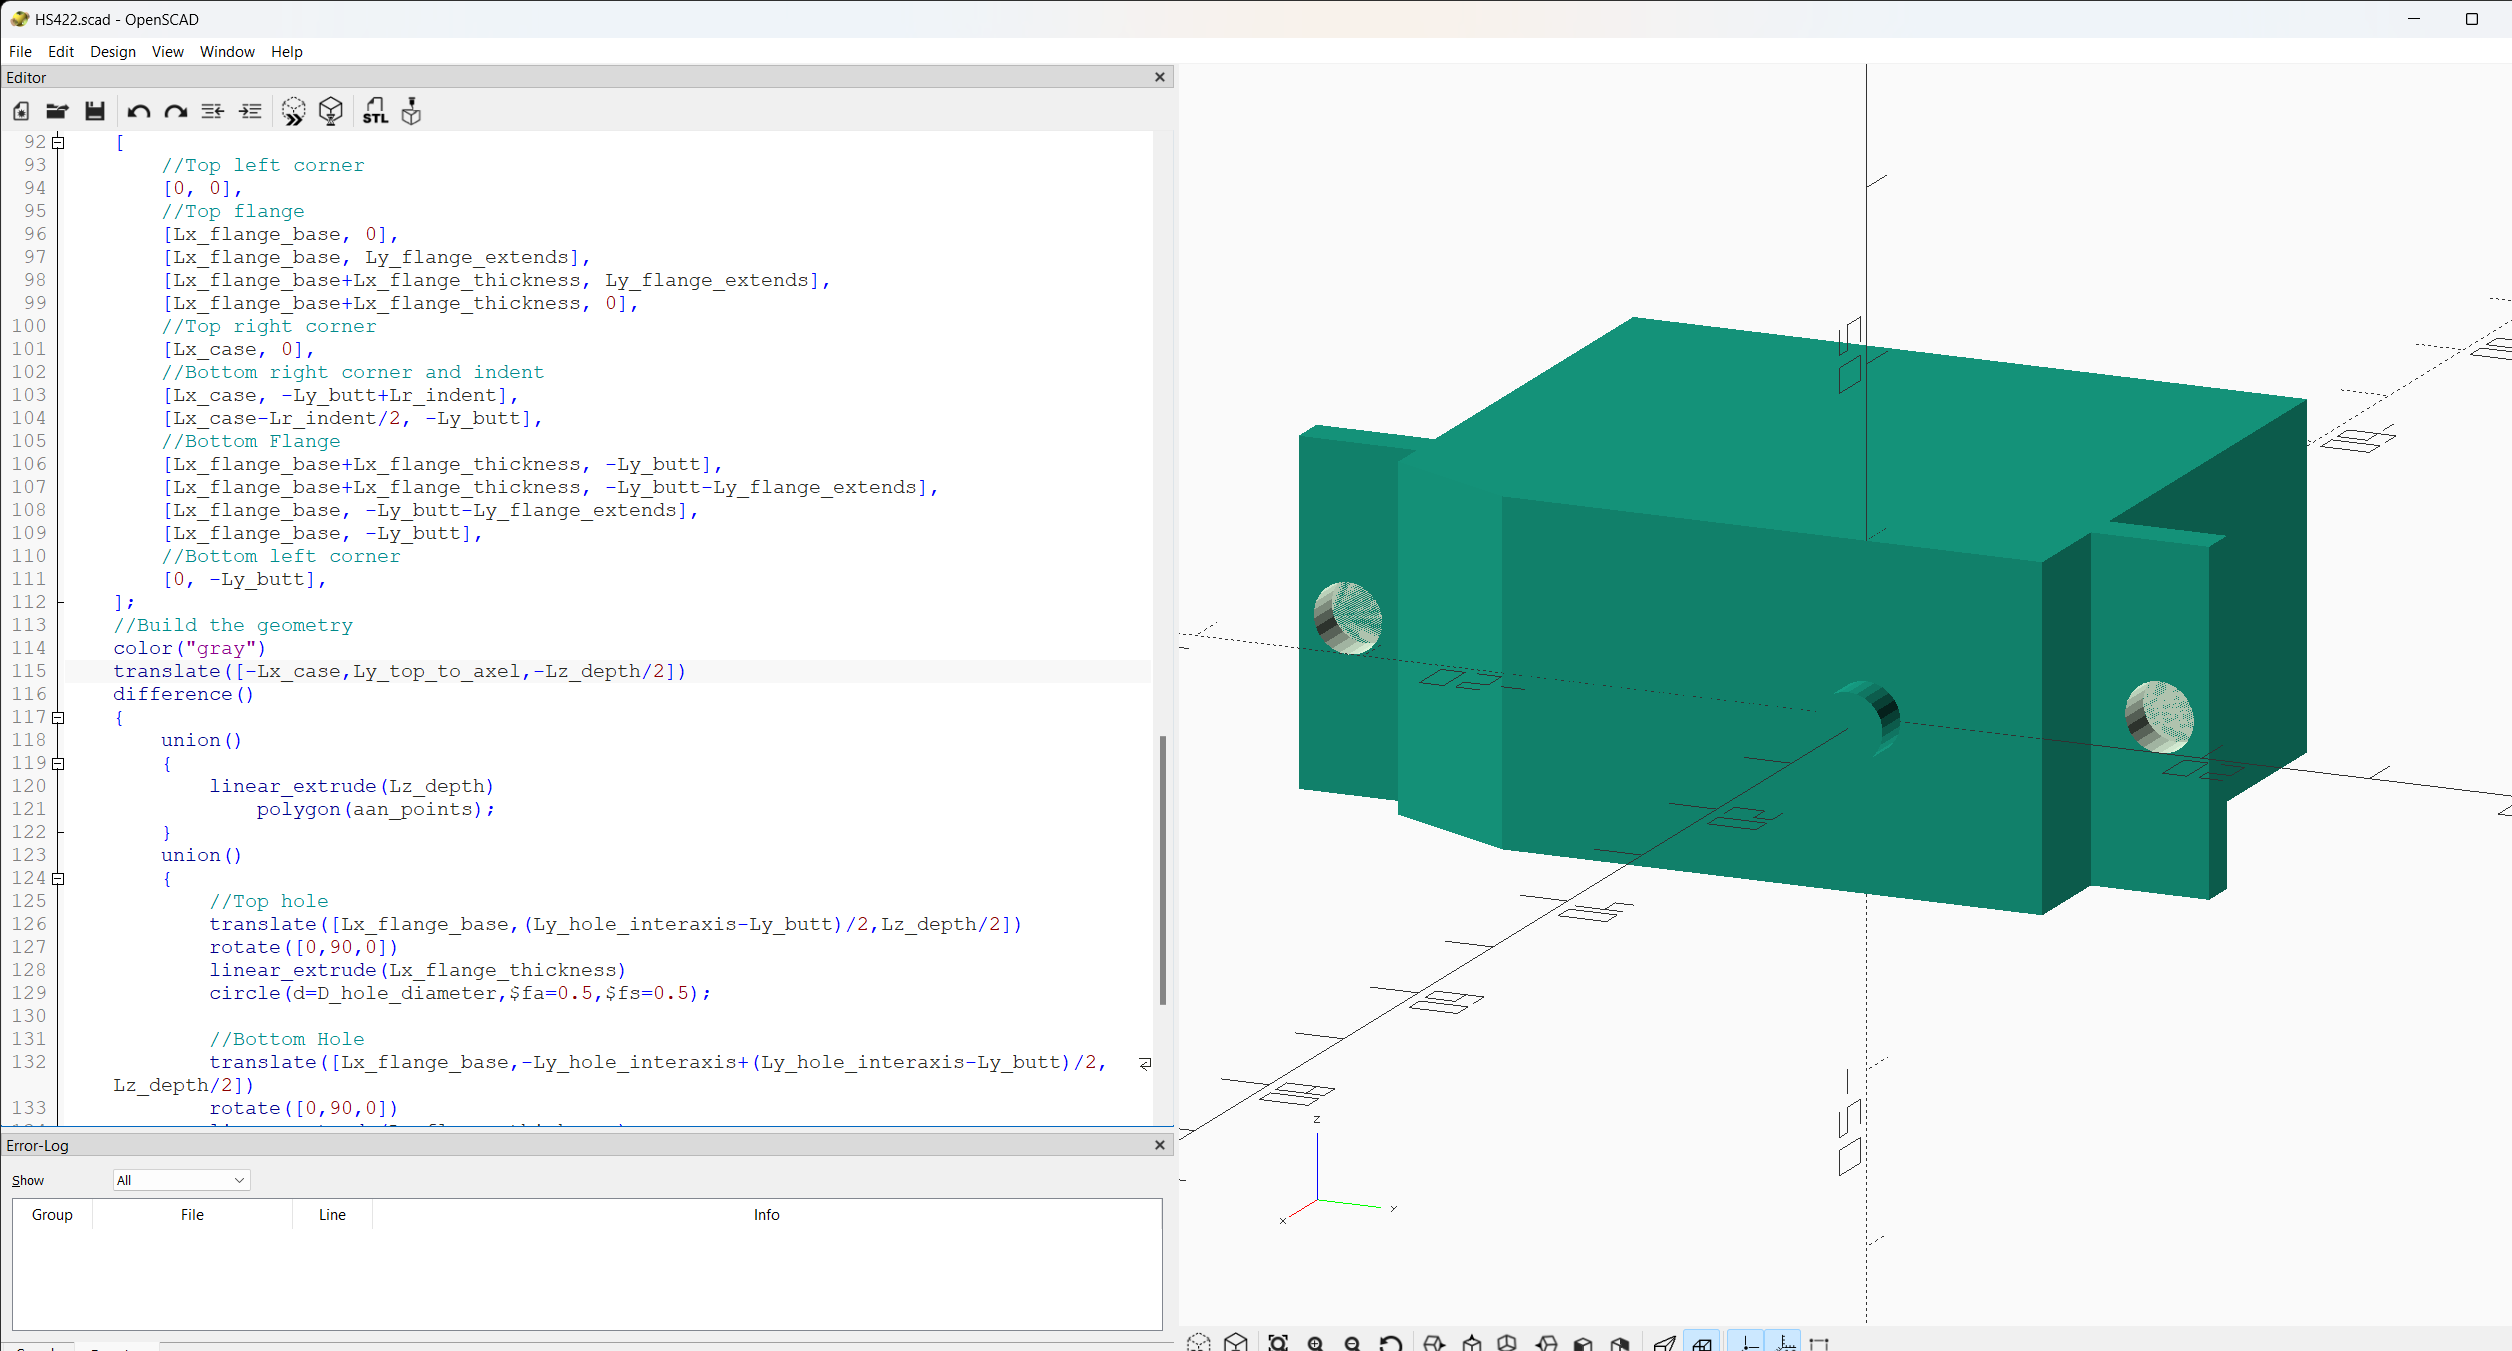 HS422.scad - OpenSCAD
File Edit Design View Window Help
Editor
STL
92 [
93 //Top left corner
94 [0, 0],
95 //Top flange
96 [Lx_flange_base, 0],
97 [Lx_flange_base, Ly_flange_extends],
98 [Lx_flange_base+Lx_flange_thickness, Ly_flange_extends],
99 [Lx_flange_base+Lx_flange_thickness, 0],
100 //Top right corner
101 [Lx_case, 0],
102 //Bottom right corner and indent
103 [Lx_case, -Ly_butt+Lr_indent],
104 [Lx_case-Lr_indent/2, -Ly_butt],
105 //Bottom Flange
106 [Lx_flange_base+Lx_flange_thickness, -Ly_butt],
107 [Lx_flange_base+Lx_flange_thickness, -Ly_butt-Ly_flange_extends],
108 [Lx_flange_base, -Ly_butt-Ly_flange_extends],
109 [Lx_flange_base, -Ly_butt],
110 //Bottom left corner
111 [0, -Ly_butt],
112 ];
113 //Build the geometry
114 color("gray")
115 translate([-Lx_case,Ly_top_to_axel,-Lz_depth/2])
116 difference()
117 {
118 union()
119 {
120 linear_extrude(Lz_depth)
121 polygon(aan_points);
122 }
123 union()
124 {
125 //Top hole
126 translate([Lx_flange_base,(Ly_hole_interaxis-Ly_butt)/2,Lz_depth/2])
127 rotate([0,90,0])
128 linear_extrude(Lx_flange_thickness)
129 circle(d=D_hole_diameter,$fa=0.5,$fs=0.5);
130
131 //Bottom Hole
132 translate([Lx_flange_base,-Ly_hole_interaxis+(Ly_hole_interaxis-Ly_butt)/2,
Lz_depth/2])
133 rotate([0,90,0])
Error-Log
Show All
Group File Line Info
z
x
y